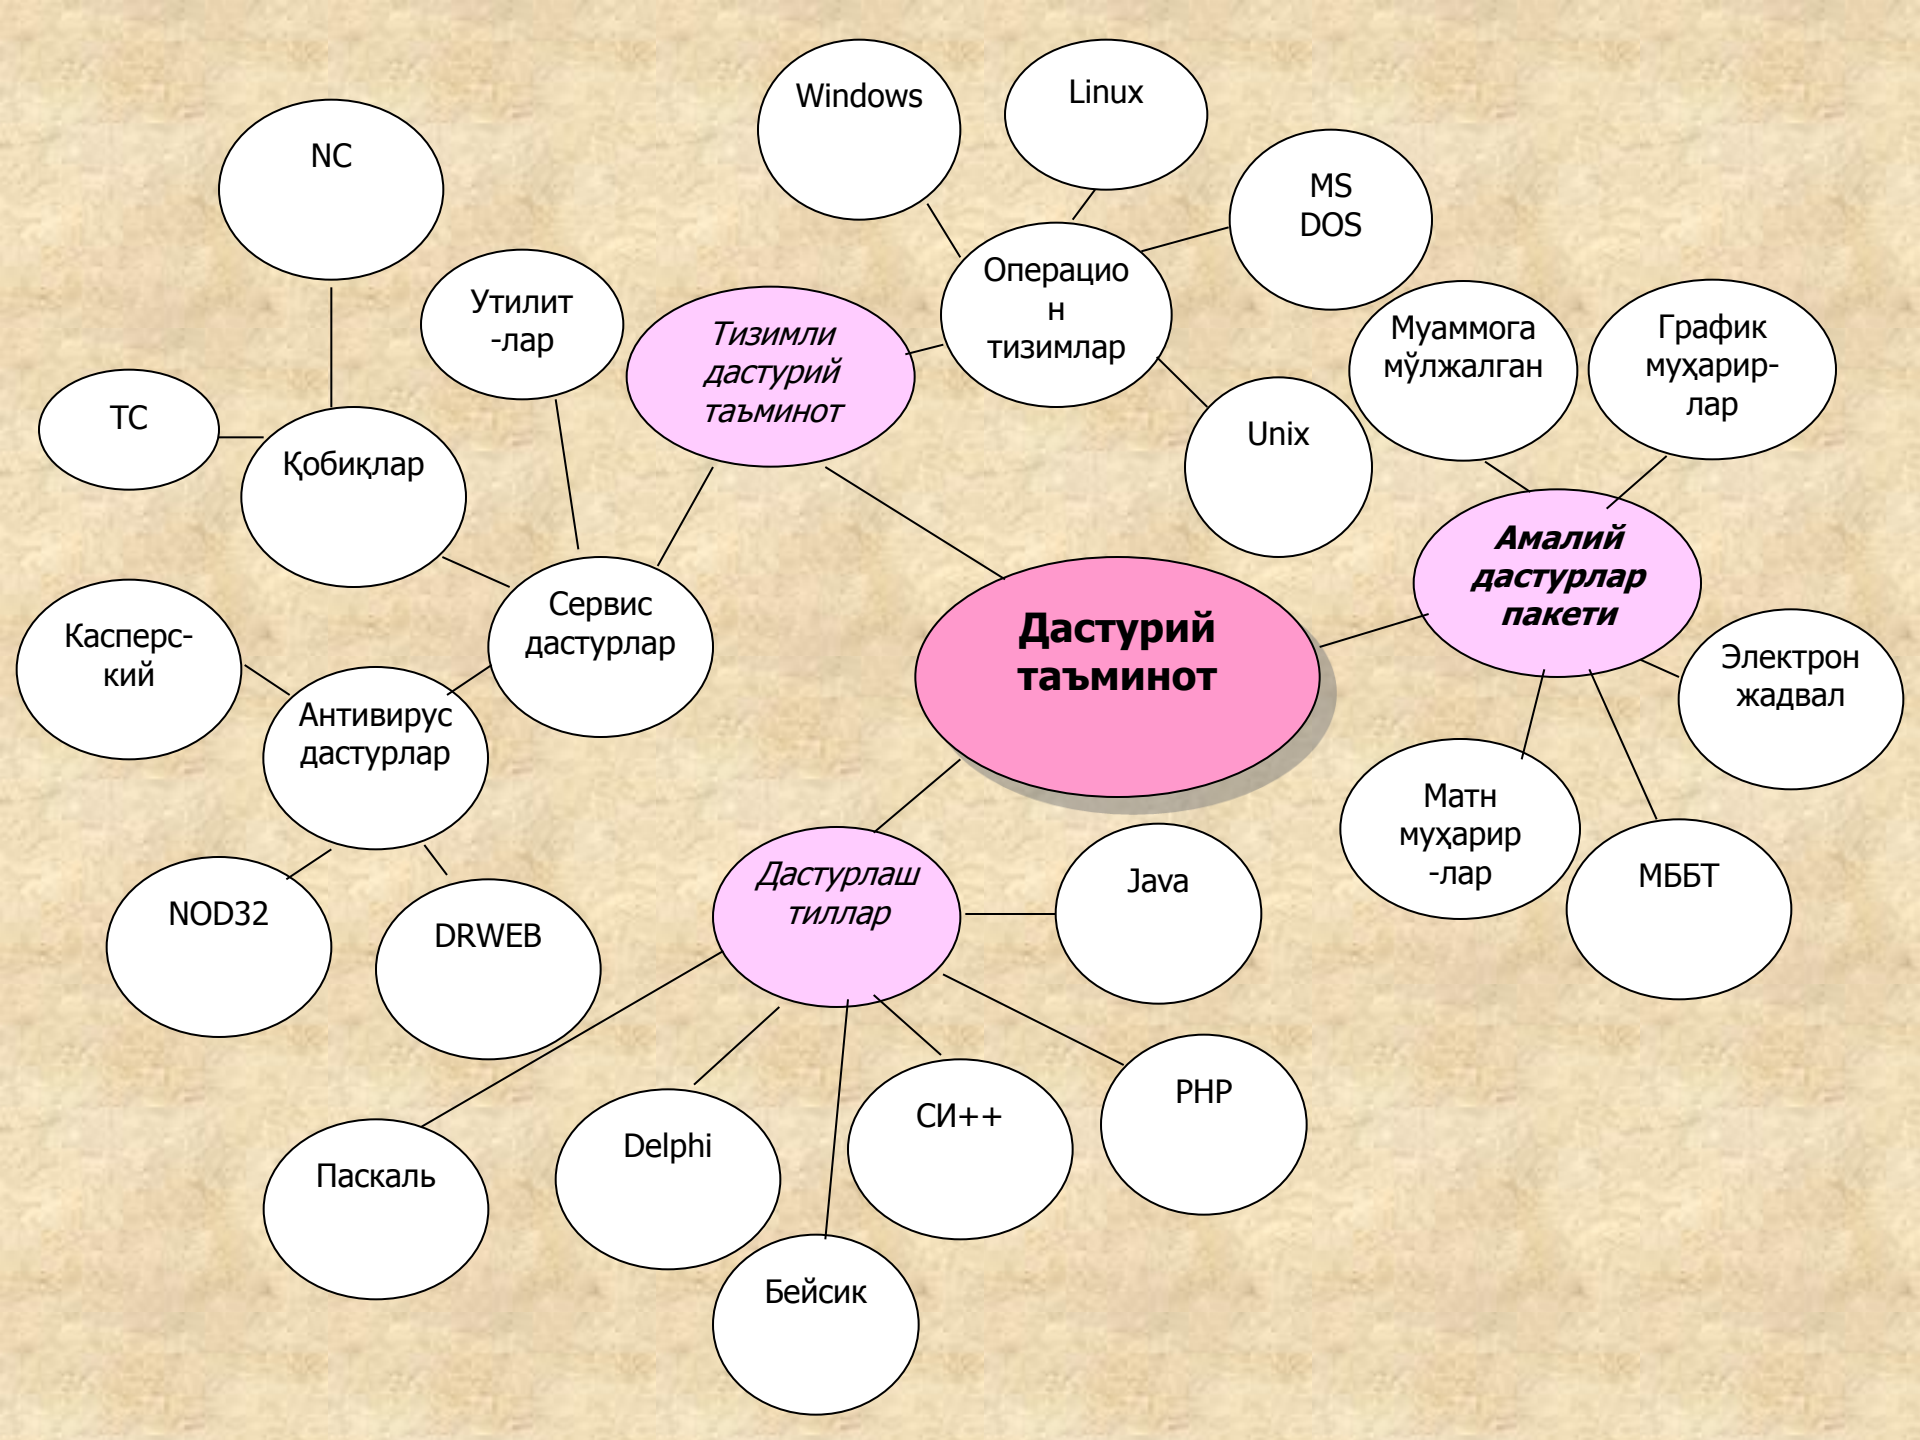 Windows
Linux
NC
MS
DOS
Утилит
-лар
Операцио
н
тизимлар
Тизимли
дастурий
таъминот
Муаммога
мўлжалган
График
муҳарир-
лар
TC
Қобиқлар
Unix
Амалий
дастурлар
пакети
Сервис
дастурлар
Дастурий
таъминот
Касперс-
кий
Электрон
жадвал
Антивирус
дастурлар
Матн
муҳарир
-лар
МББТ
Дастурлаш
тиллар
Java
NOD32
DRWEB
PHP
СИ++
Delphi
Паскаль
Бейсик